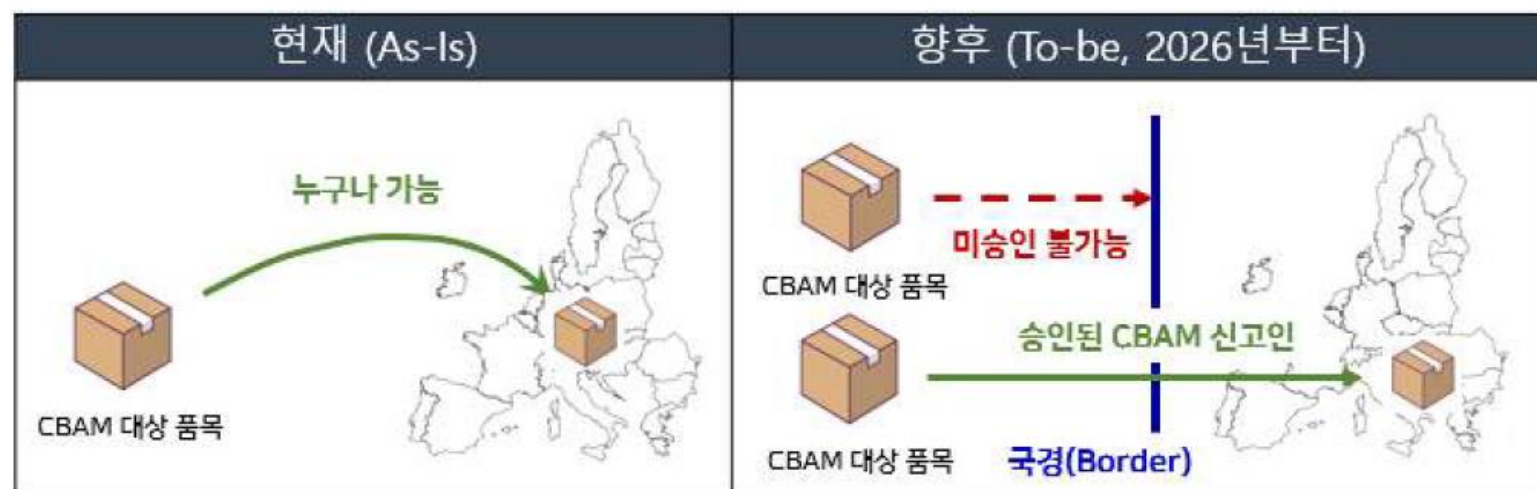 현재 (As-Is)
향후 (To-be, 2026년부터)
누구나 가능
CBAM 대상 품목
미승인 불가능
CBAM 대상 품목
승인된 CBAM 신고인
CBAM 대상 품목
국경(Border)